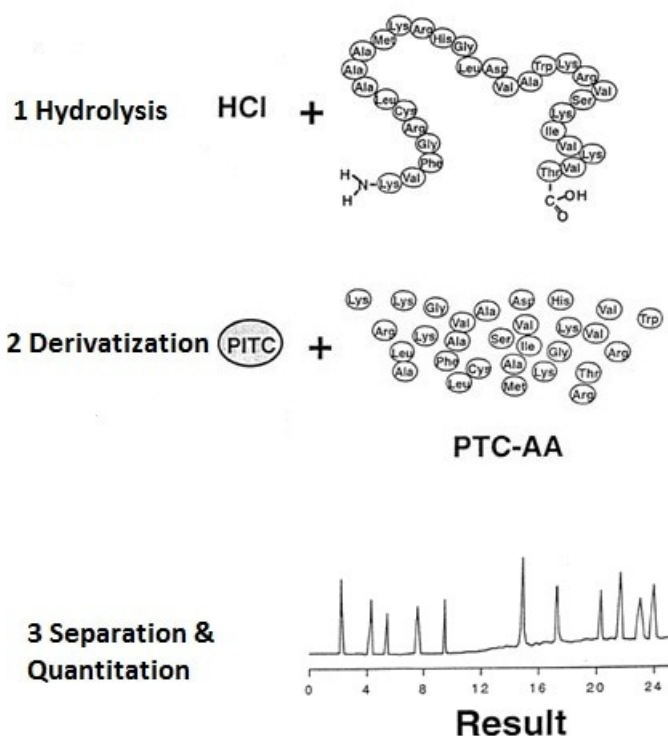 1 Hydrolysis HCl +
Lys Arg His Gly
Met
Ala
Ala
Ala
Leu Cys Arg Gly Phe Val Lys
Leu Asp Val Ala Trp Lys Arg Val Ser Lys Ile Val Lys Val Thr
H N
H
C OH
O
2 Derivatization PITC +
Lys Lys Gly Ala Asp His Val Trp
Arg Lys Val Ala Ser Val Ile Lys Val
Leu Ala Phe Leu Cys Ala Met Gly Lys Arg Thr Arg
PTC-AA
3 Separation &
Quantitation
0 4 8 12 16 20 24
Result